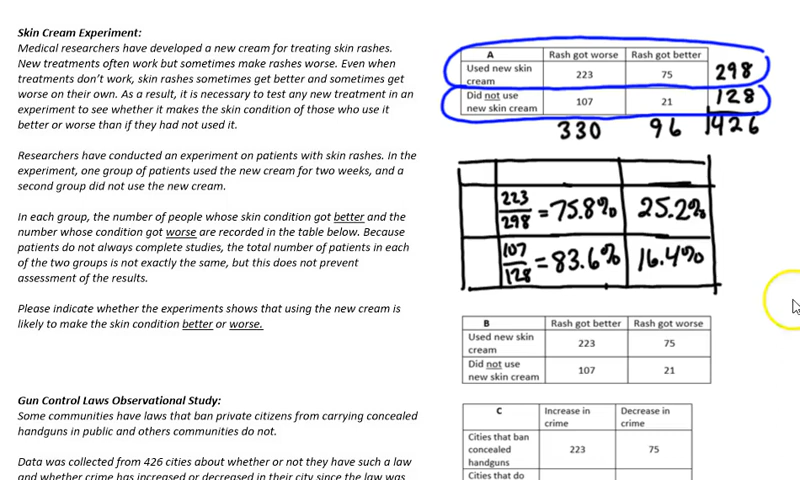 Skin Cream Experiment:
Medical researchers have developed a new cream for treating skin rashes.
New treatments often work but sometimes make rashes worse. Even when
treatments don't work, skin rashes sometimes get better and sometimes get
worse on their own. As a result, it is necessary to test any new treatment in an
experiment to see whether it makes the skin condition of those who use it
better or worse than if they had not used it.
Researchers have conducted an experiment on patients with skin rashes. In the
experiment, one group of patients used the new cream for two weeks, and a
second group did not use the new cream.
In each group, the number of people whose skin condition got better and the
number whose condition got worse are recorded in the table below. Because
patients do not always complete studies, the total number of patients in each
of the two groups is not exactly the same, but this does not prevent
assessment of the results.
Please indicate whether the experiments shows that using the new cream is
likely to make the skin condition better or worse.
Gun Control Laws Observational Study:
Some communities have laws that ban private citizens from carrying concealed
handguns in public and others communities do not.
Data was collected from 426 cities about whether or not they have such a law
and whether crime has increased or decreased in their city since the law was
A Rash got worse Rash got better
Used new skin
cream 223 75 298
Did not use
new skin cream 107 21 128
330 96 426
223/298 = 75.8% 25.2%
107/128 = 83.6% 16.4%
B Rash got better Rash got worse
Used new skin
cream 223 75
Did not use
new skin cream 107 21
C Increase in
crime Decrease in
crime
Cities that ban
concealed
handguns 223 75
Cities that do